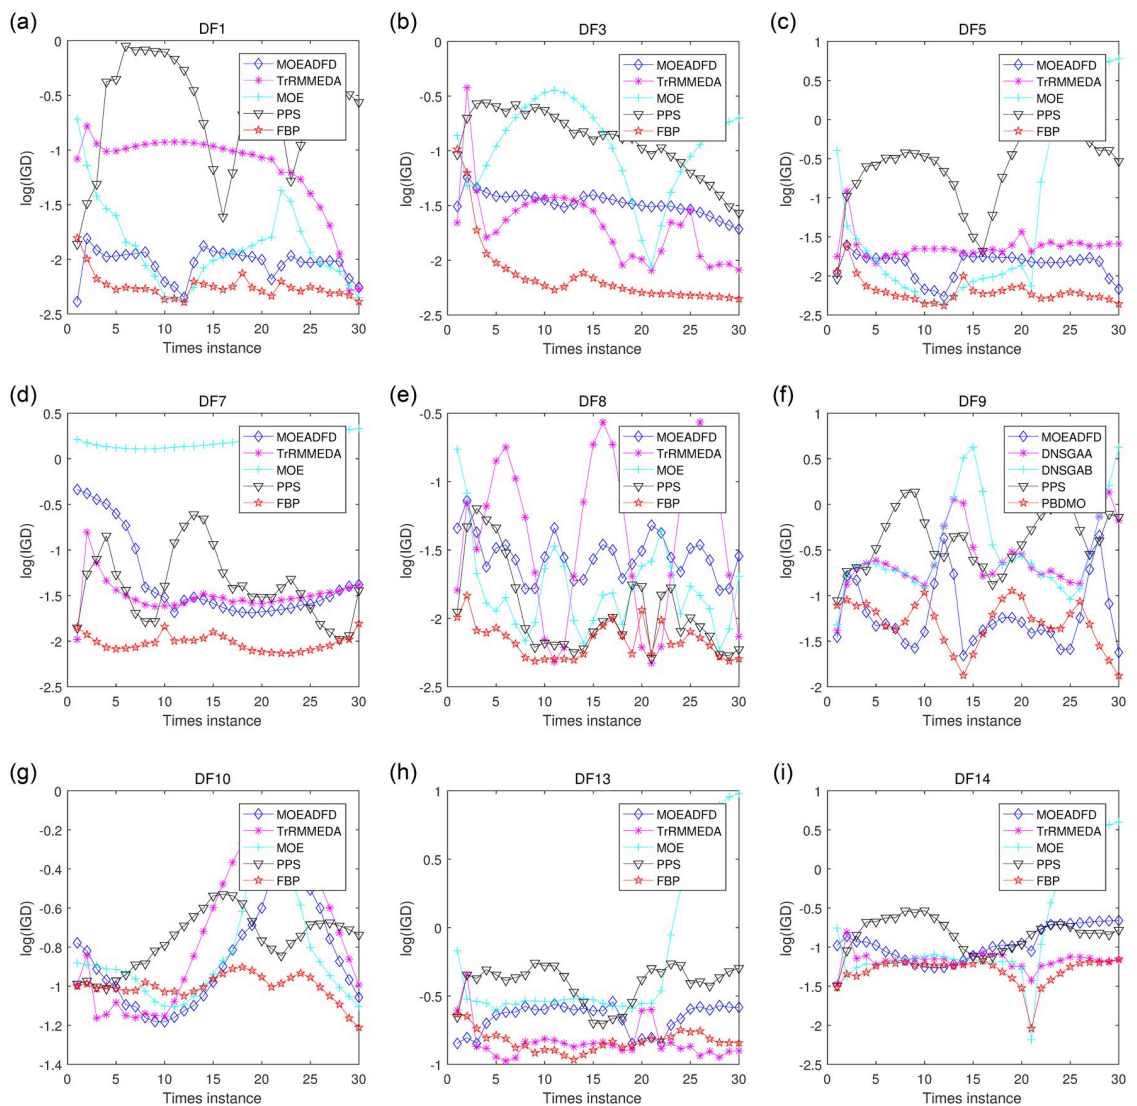 (a)
DF1
0
-0.5
-1
-1.5
-2
-2.5
log(IGD)
0 5 10 15 20 25 30
Times instance
MOEADFD
TrRMMEDA
MOE
PPS
FBP
(b)
DF3
0
-0.5
-1
-1.5
-2
-2.5
log(IGD)
0 5 10 15 20 25 30
Times instance
MOEADFD
TrRMMEDA
MOE
PPS
FBP
(c)
DF5
1
0.5
0
-0.5
-1
-1.5
-2
-2.5
log(IGD)
0 5 10 15 20 25 30
Times instance
MOEADFD
TrRMMEDA
MOE
PPS
FBP
(d)
DF7
0.5
0
-0.5
-1
-1.5
-2
-2.5
log(IGD)
0 5 10 15 20 25 30
Times instance
MOEADFD
TrRMMEDA
MOE
PPS
FBP
(e)
DF8
-0.5
-1
-1.5
-2
-2.5
log(IGD)
0 5 10 15 20 25 30
Times instance
MOEADFD
TrRMMEDA
MOE
PPS
FBP
(f)
DF9
1
0.5
0
-0.5
-1
-1.5
-2
log(IGD)
0 5 10 15 20 25 30
Times instance
MOEADFD
DNSGAA
DNSGAB
PPS
PBDMO
(g)
DF10
0
-0.2
-0.4
-0.6
-0.8
-1
-1.2
-1.4
log(IGD)
0 5 10 15 20 25 30
Times instance
MOEADFD
TrRMMEDA
MOE
PPS
FBP
(h)
DF13
1
0.5
0
-0.5
-1
log(IGD)
0 5 10 15 20 25 30
Times instance
MOEADFD
TrRMMEDA
MOE
PPS
FBP
(i)
DF14
1
0.5
0
-0.5
-1
-1.5
-2
-2.5
log(IGD)
0 5 10 15 20 25 30
Times instance
MOEADFD
TrRMMEDA
MOE
PPS
FBP